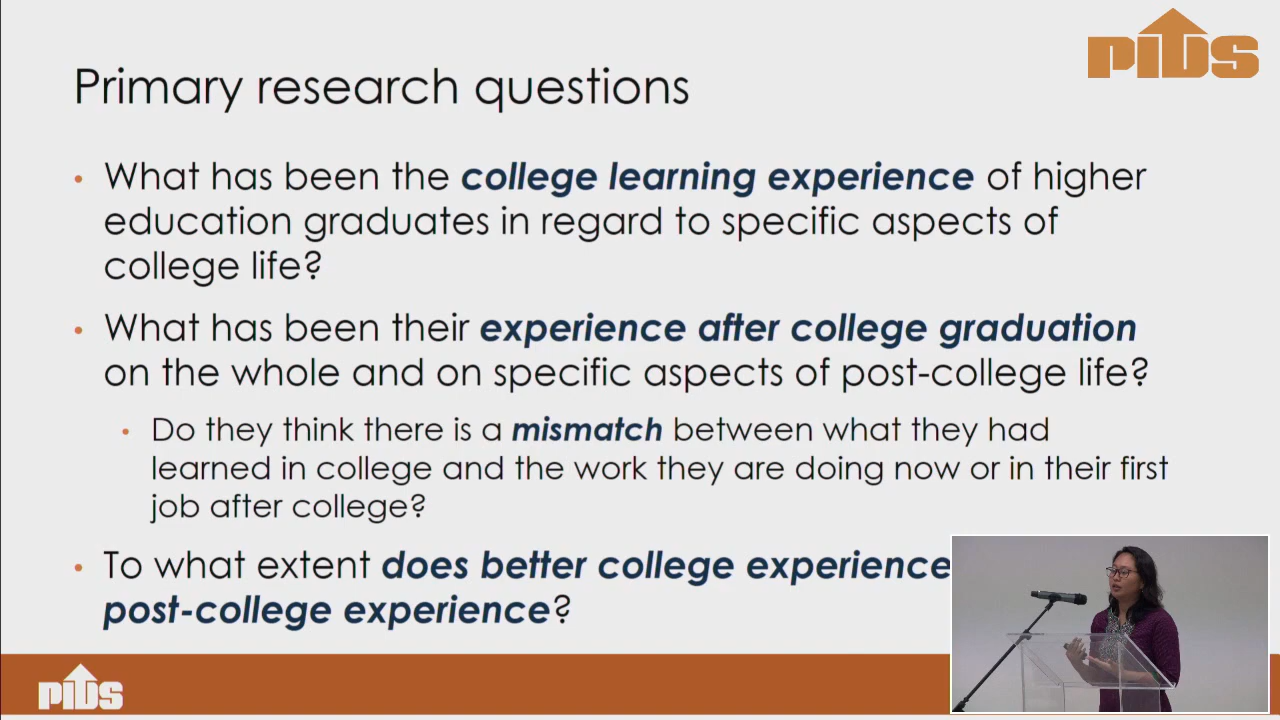 PIDS
Primary research questions
• What has been the college learning experience of higher
education graduates in regard to specific aspects of
college life?
• What has been their experience after college graduation
on the whole and on specific aspects of post-college life?
• Do they think there is a mismatch between what they had
learned in college and the work they are doing now or in their first
job after college?
• To what extent does better college experience
post-college experience?
PIDS